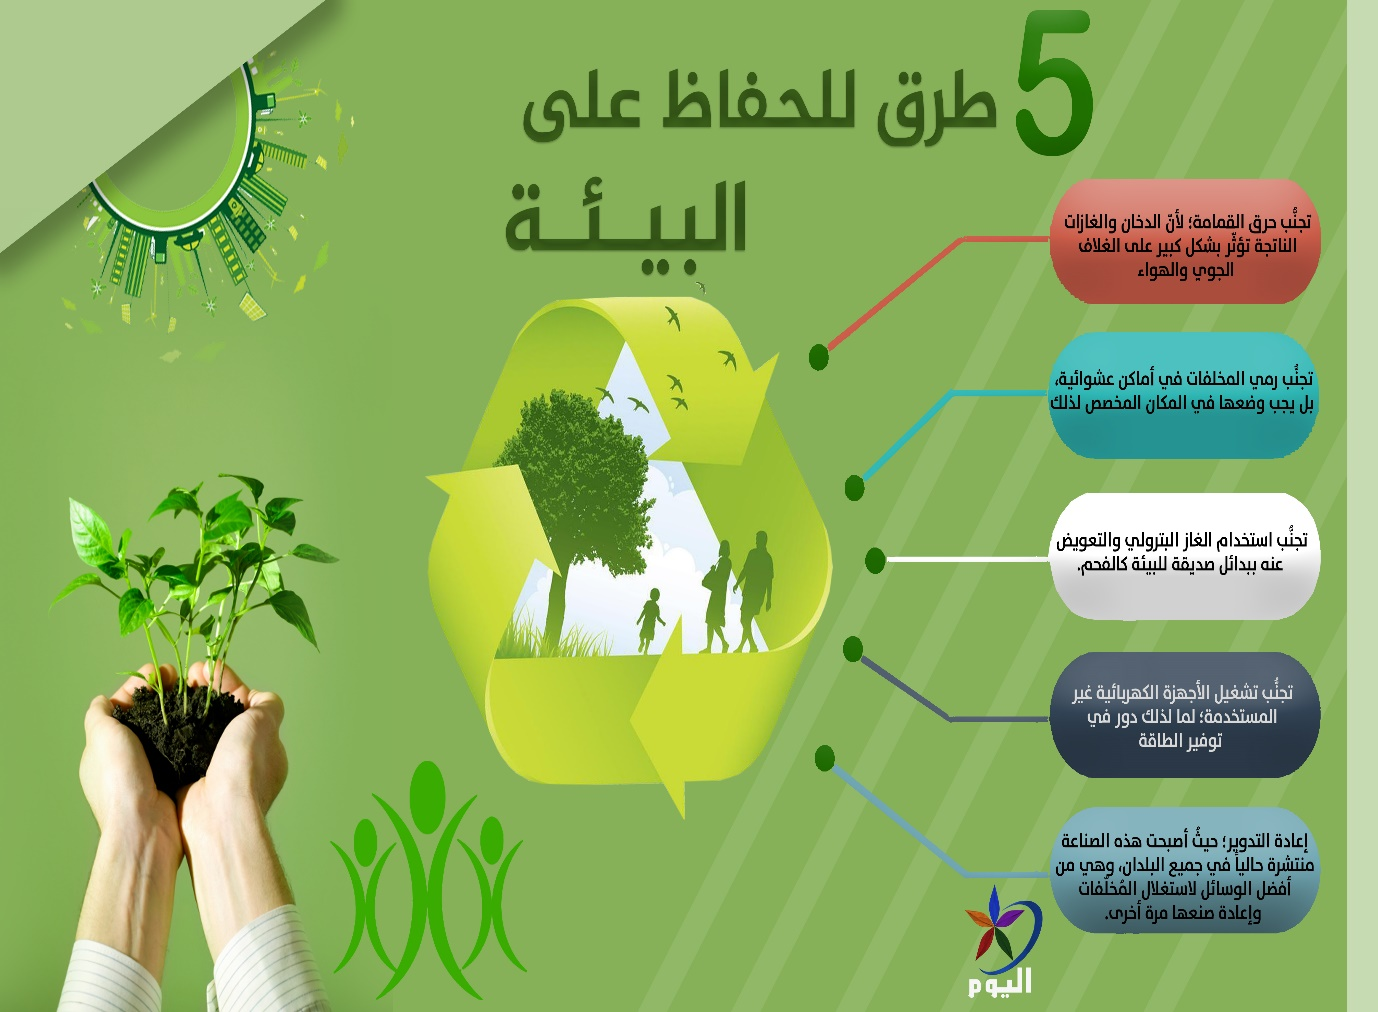 5 طرق للحفاظ على
البيئة
تجنُّب حرق القمامة؛ لأنّ الدخان والغازات
الناتجة تؤثّر بشكل كبير على الغلاف
الجوي والهواء
تجنُّب رمي المخلفات في أماكن عشوائية،
بل يجب وضعها في المكان المخصص لذلك
تجنُّب استخدام الغاز البترولي والتعويض
عنه ببدائل صديقة للبيئة كالفحم.
تجنُّب تشغيل الأجهزة الكهربائية غير
المستخدمة؛ لما لذلك دور في
توفير الطاقة
إعادة التدوير؛ حيثُ أصبحت هذه الصناعة
منتشرة حالياً في جميع البلدان، وهي من
أفضل الوسائل لاستغلال المُخلّفات
وإعادة صنعها مرة أخرى.
اليوم